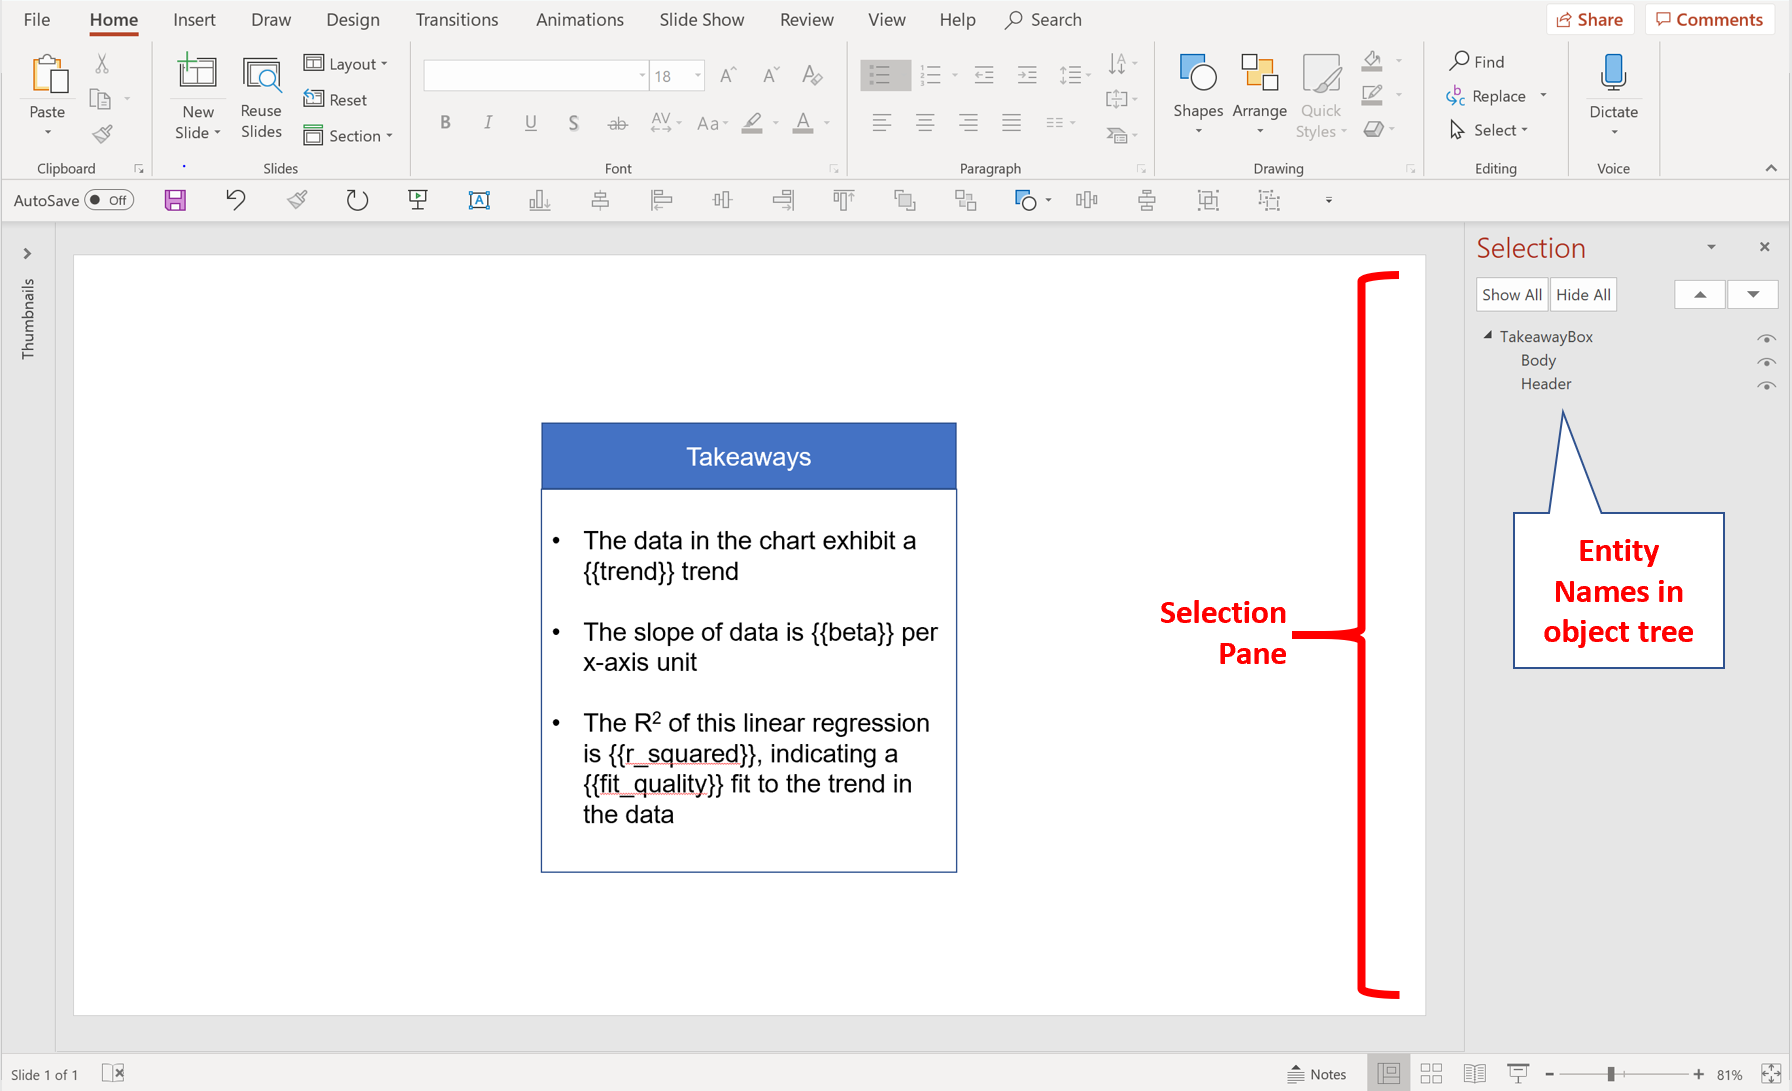 File Home Insert Draw Design Transitions Animations Slide Show Review View Help Search Share Comments
Paste
New Slide
Reuse Slides
Layout
Reset
Section
18
B I U S ab AV Aa A
Shapes Arrange Quick Styles
Find
Replace
Select
Dictate
Clipboard Slides Font Paragraph Drawing Editing Voice
AutoSave Off
Thumbnails
Selection
Show All Hide All
TakeawayBox
Body
Header
Takeaways
• The data in the chart exhibit a
{{trend}} trend
• The slope of data is {{beta}} per
x-axis unit
• The R² of this linear regression
is {{r_squared}}, indicating a
{{fit_quality}} fit to the trend in
the data
Selection
Pane
Entity
Names in
object tree
Slide 1 of 1 Notes 81%